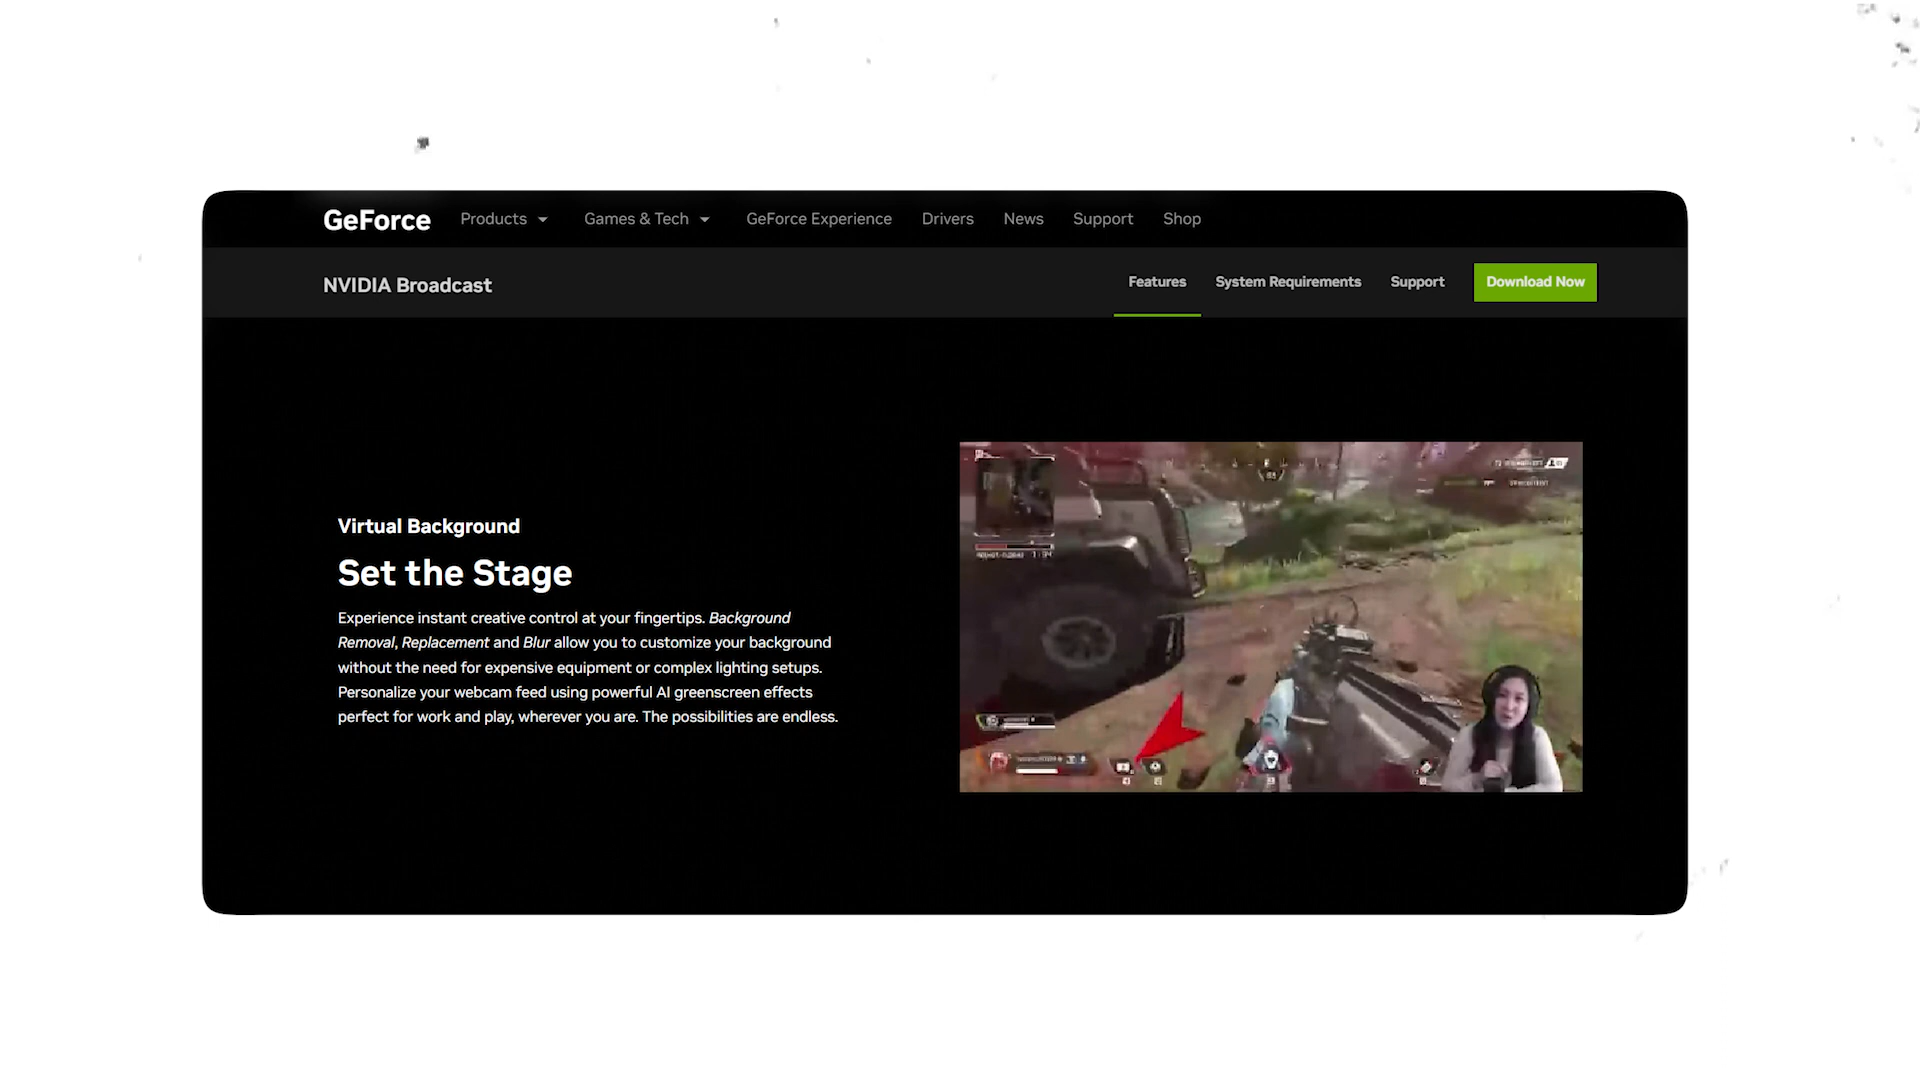 GeForce Products Games & Tech GeForce Experience Drivers News Support Shop
NVIDIA Broadcast Features System Requirements Support Download Now
Virtual Background
Set the Stage
Experience instant creative control at your fingertips. Background
Removal, Replacement and Blur allow you to customize your background
without the need for expensive equipment or complex lighting setups.
Personalize your webcam feed using powerful AI greenscreen effects
perfect for work and play, wherever you are. The possibilities are endless.